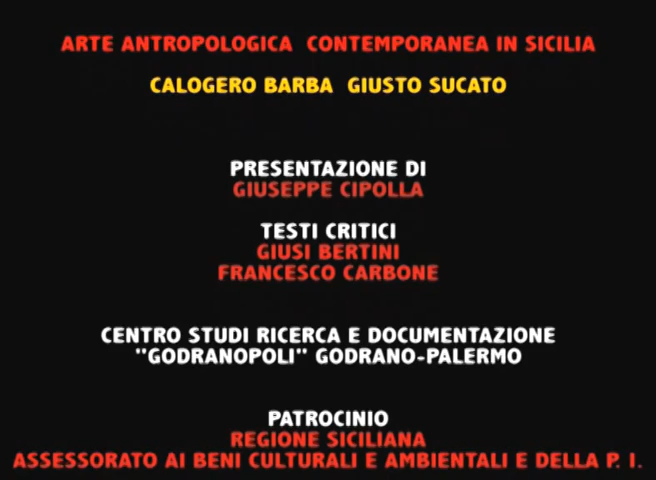 ARTE ANTROPOLOGICA CONTEMPORANEA IN SICILIA
CALOGERO BARBA GIUSTO SUCATO
PRESENTAZIONE DI
GIUSEPPE CIPOLLA
TESTI CRITICI
GIUSI BERTINI
FRANCESCO CARBONE
CENTRO STUDI RICERCA E DOCUMENTAZIONE
"GODRANOPOLI" GODRANO-PALERMO
PATROCINIO
REGIONE SICILIANA
ASSESSORATO AI BENI CULTURALI E AMBIENTALI E DELLA P. I.